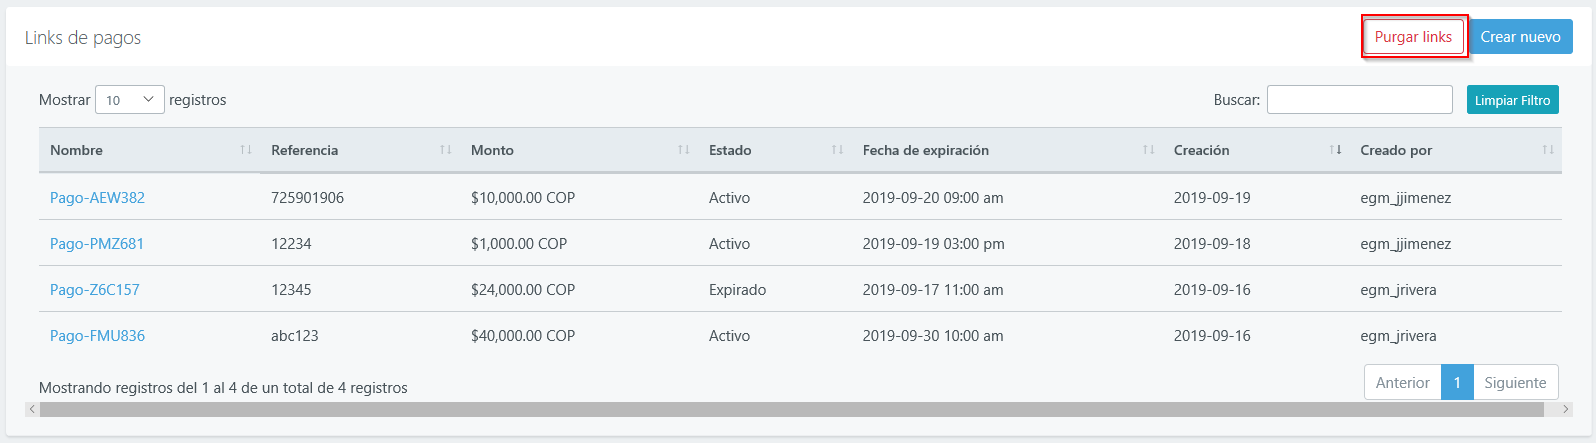 Links de pagos Purgar links Crear nuevo
Mostrar 10 registros Buscar: Limpiar Filtro
Nombre Referencia Monto Estado Fecha de expiración Creación Creado por
Pago-AEW382 725901906 $10,000.00 COP Activo 2019-09-20 09:00 am 2019-09-19 egm_jjimenez
Pago-PMZ681 12234 $1,000.00 COP Activo 2019-09-19 03:00 pm 2019-09-18 egm_jjimenez
Pago-Z6C157 12345 $24,000.00 COP Expirado 2019-09-17 11:00 am 2019-09-16 egm_jrivera
Pago-FMU836 abc123 $40,000.00 COP Activo 2019-09-30 10:00 am 2019-09-16 egm_jrivera
Mostrando registros del 1 al 4 de un total de 4 registros Anterior 1 Siguiente